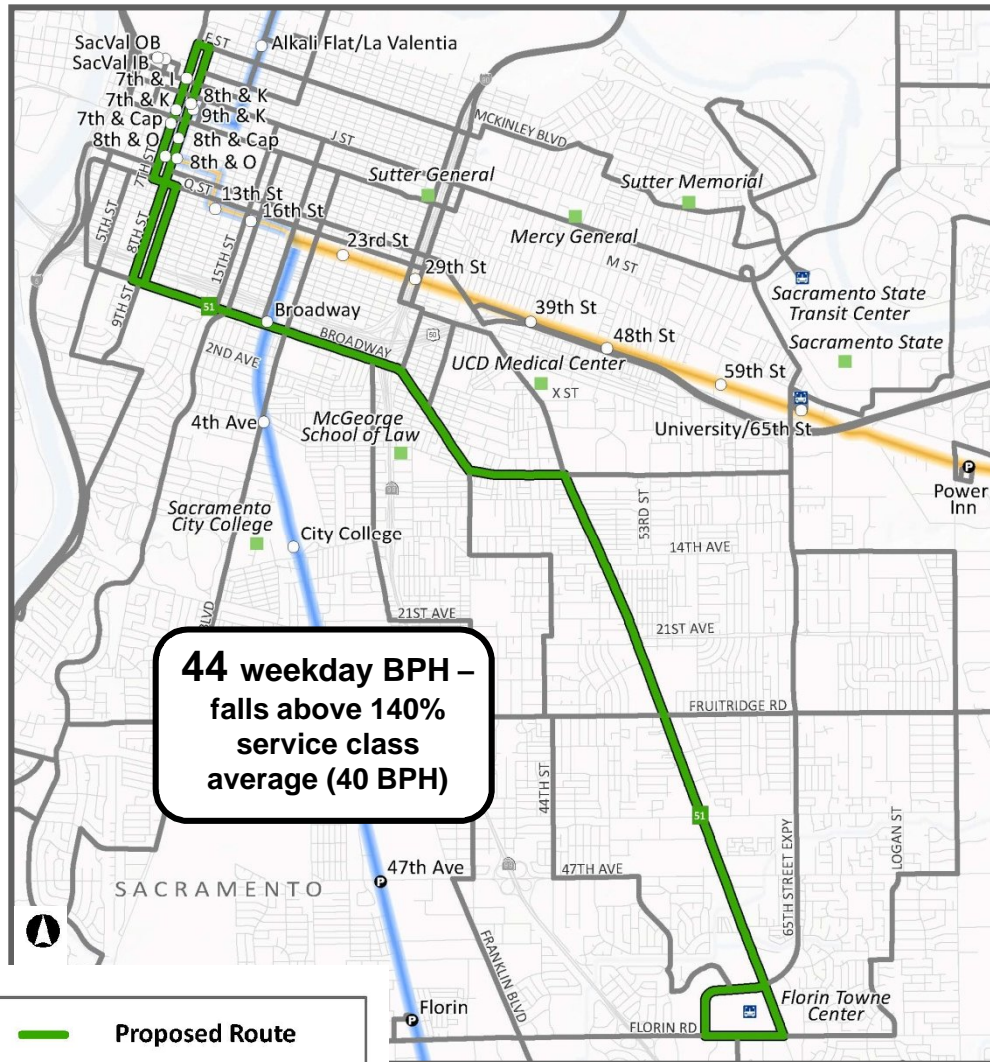 SacVal OB
F ST
Alkali Flat/La Valentia
SacVal IB
7th & I
8th & K
7th & K
9th & K
7th & Cap
8th & Cap
8th & O
8th & O
MCKINLEY BLVD
J ST
7TH ST
Q ST
Sutter General
Sutter Memorial
13th St
16th St
Mercy General
5TH ST
8TH ST
15TH ST
23rd St
M ST
29th St
Sacramento State
Transit Center
9TH ST
51
Broadway
39th St
BROADWAY
50
48th St
Sacramento State
2ND AVE
UCD Medical Center
59th St
X ST
McGeorge
School of Law
4th Ave
University/65th St
P
Power
Inn
Sacramento
City College
City College
53RD ST
14TH AVE
21ST AVE
21ST AVE
BLVD
44 weekday BPH –
falls above 140%
service class
average (40 BPH)
FRUITRIDGE RD
44TH ST
51
65TH STREET EXPY
LOGAN ST
P 47th Ave
47TH AVE
SACRAMENTO
FRANKLIN BLVD
P Florin
FLORIN RD
Florin Towne
Center
Proposed Route